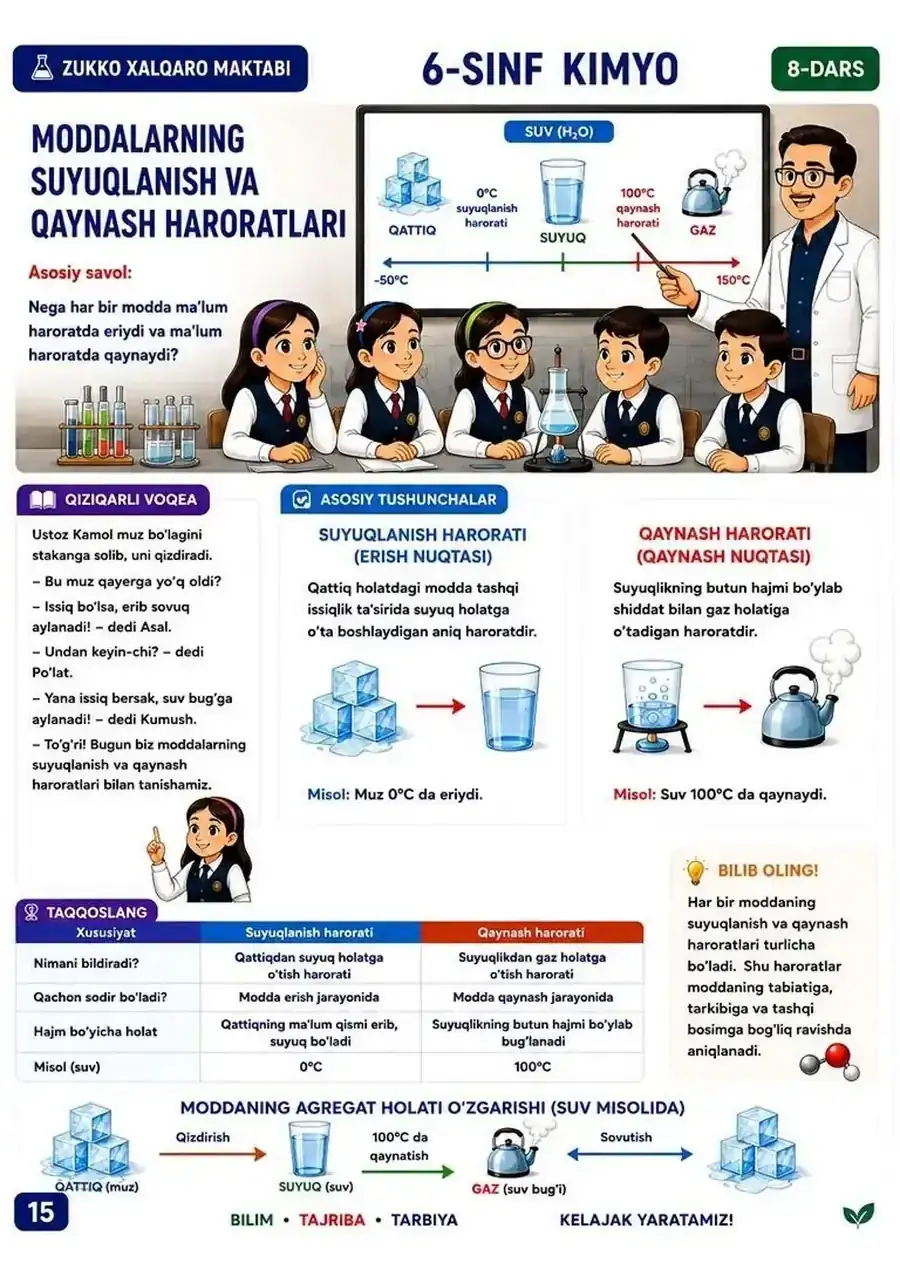 ZUKKO XALQARO MAKTABI
6-SINF KIMYO
8-DARS
MODDALARNING
SUYUQLANISH VA
QAYNASH HARORATLARI
Asosiy savol:
Nega har bir modda ma’lum
haroratda eriydi va ma’lum
haroratda qaynaydi?
SUV (H₂O)
QATTIQ
0°C
suyuqlanish
harorati
SUYUQ
100°C
qaynash
harorati
GAZ
-50°C
150°C
QIZIQARLI VOQEA
Ustoz Kamol muz bo‘lagini
stakanga solib, uni qizdiradi.
– Bu muz qayerga yo‘q oldi?
– Issiq bo‘lsa, erib sovuq
aylanadi! – dedi Asal.
– Undan keyin-chi? – dedi
Po‘lat.
– Yana issiq bersak, suv bug‘ga
aylanadi! – dedi Kumush.
– To‘g‘ri! Bugun biz moddalarning
suyuqlanish va qaynash
haroratlari bilan tanishamiz.
ASOSIY TUSHUNCHALAR
SUYUQLANISH HARORATI
(ERISH NUQTASI)
Qattiq holatdagi modda tashqi
issiqlik ta’sirida suyuq holatga
o‘ta boshlaydigan aniq haroratdir.
Misol: Muz 0°C da eriydi.
QAYNASH HARORATI
(QAYNASH NUQTASI)
Suyuqlikning butun hajmi bo‘ylab
shiddat bilan gaz holatiga
o‘tadigan haroratdir.
Misol: Suv 100°C da qaynaydi.
TAQQOSLANG
Xususiyat Suyuqlanish harorati Qaynash harorati
Nimani bildiradi? Qattiqdan suyuq holatga o‘tish harorati Suyuqlikdan gaz holatga o‘tish harorati
Qachon sodir bo‘ladi? Modda erish jarayonida Modda qaynash jarayonida
Hajm bo‘yicha holat Qattiqning ma’lum qismi erib, suyuq bo‘ladi Suyuqlikning butun hajmi bo‘ylab bug‘lanadi
Misol (suv) 0°C 100°C
BILIB OLING!
Har bir moddaning
suyuqlanish va qaynash
haroratlari turlicha
bo‘ladi. Shu haroratlar
moddaning tabiatiga,
tarkibiga va tashqi
bosimga bog‘liq ravishda
aniqlanadi.
MODDANING AGREGAT HOLATI O‘ZGARISHI (SUV MISOLIDA)
QATTIQ (muz)
Qizdirish
SUYUQ (suv)
100°C da
qaynatish
GAZ (suv bug‘i)
Sovutish
15
BILIM • TAJRIBA • TARBIYA
KELAJAK YARATAMIZ!